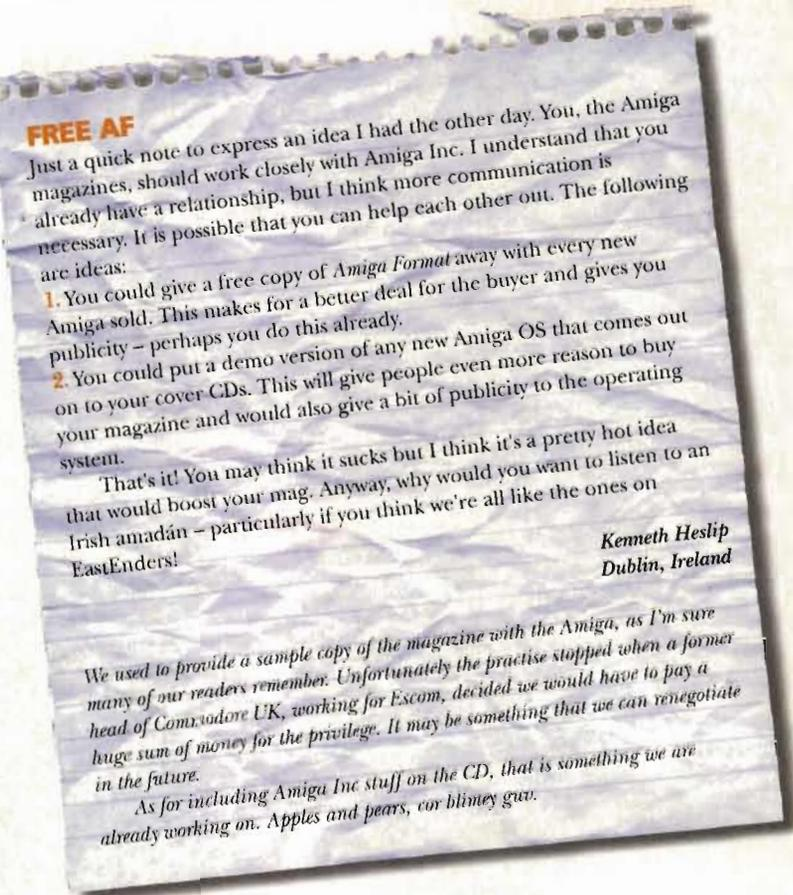 FREE AF
Just a quick note to express an idea I had the other day. You, the Amiga
magazines, should work closely with Amiga Inc. I understand that you
already have a relationship, but I think more communication is
necessary. It is possible that you can help each other out. The following
are ideas:
1. You could give a free copy of Amiga Format away with every new
Amiga sold. This makes for a better deal for the buyer and gives you
publicity – perhaps you do this already.
2. You could put a demo version of any new Amiga OS that comes out
on to your cover CDs. This will give people even more reason to buy
your magazine and would also give a bit of publicity to the operating
system.
That's it! You may think it sucks but I think it's a pretty hot idea
that would boost your mag. Anyway, why would you want to listen to an
Irish amadán – particularly if you think we're all like the ones on
EastEnders!
Kenneth Heslip
Dublin, Ireland
We used to provide a sample copy of the magazine with the Amiga, as I'm sure
many of our readers remember. Unfortunately the practise stopped when a former
head of Commodore UK, working for Escom, decided we would have to pay a
huge sum of money for the privilege. It may be something that we can renegotiate
in the future.
As for including Amiga Inc stuff on the CD, that is something we are
already working on. Apples and pears, cor blimey guv.